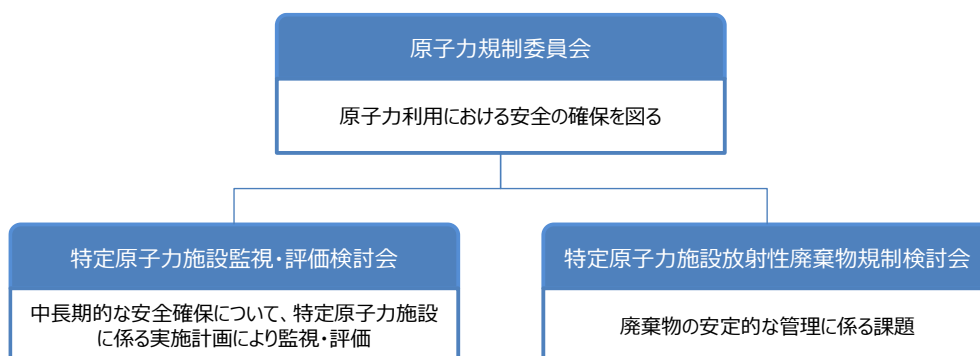 原子力規制委員会
原子力利用における安全の確保を図る
特定原子力施設監視・評価検討会
中長期的な安全確保について、特定原子力施設
に係る実施計画により監視・評価
特定原子力施設放射性廃棄物規制検討会
廃棄物の安定的な管理に係る課題